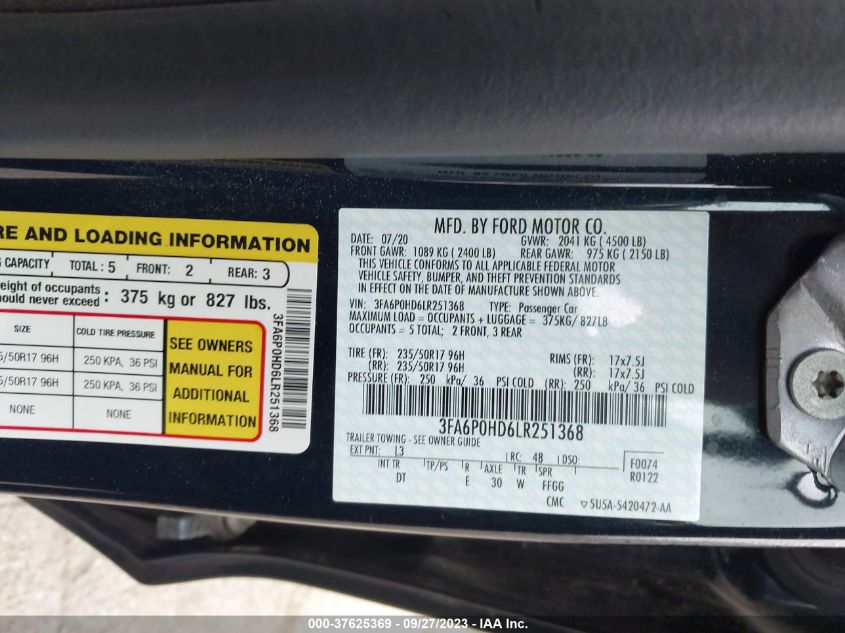 RE AND LOADING INFORMATION
G CAPACITY TOTAL : 5 FRONT: 2 REAR: 3
eight of occupants
hould never exceed : 375 kg or 827 lbs.
SIZE COLD TIRE PRESSURE
5/50R17 96H 250 KPA, 36 PSI
5/50R17 96H 250 KPA, 36 PSI
NONE NONE
SEE OWNERS
MANUAL FOR
ADDITIONAL
INFORMATION
3FA6P0HD6LR251368
MFD. BY FORD MOTOR CO.
DATE: 07/20 GVWR: 2041 KG ( 4500 LB)
FRONT GAWR: 1089 KG ( 2400 LB) REAR GAWR: 975 KG ( 2150 LB)
THIS VEHICLE CONFORMS TO ALL APPLICABLE FEDERAL MOTOR
VEHICLE SAFETY, BUMPER, AND THEFT PREVENTION STANDARDS
IN EFFECT ON THE DATE OF MANUFACTURE SHOWN ABOVE.
VIN: 3FA6P0HD6LR251368 TYPE: Passenger Car
MAXIMUM LOAD = OCCUPANTS + LUGGAGE = 375KG/ 827LB
OCCUPANTS = 5 TOTAL; 2 FRONT, 3 REAR
TIRE (FR): 235/50R17 96H RIMS (FR): 17x7.5J
(RR): 235/50R17 96H (RR): 17x7.5J
PRESSURE (FR): 250 kPa/ 36 PSI COLD (RR): 250 kPa/ 36 PSI COLD
3FA6P0HD6LR251368
TRAILER TOWING - SEE OWNER GUIDE
EXT PNT: L3 RC: 48 DSO: F0074
INT TR TP/PS R AXLE TR SPR R0122
DT E 30 W FFGG
CMC 5U5A-5420472-AA
000-37625369 - 09/27/2023 - IAAI.com